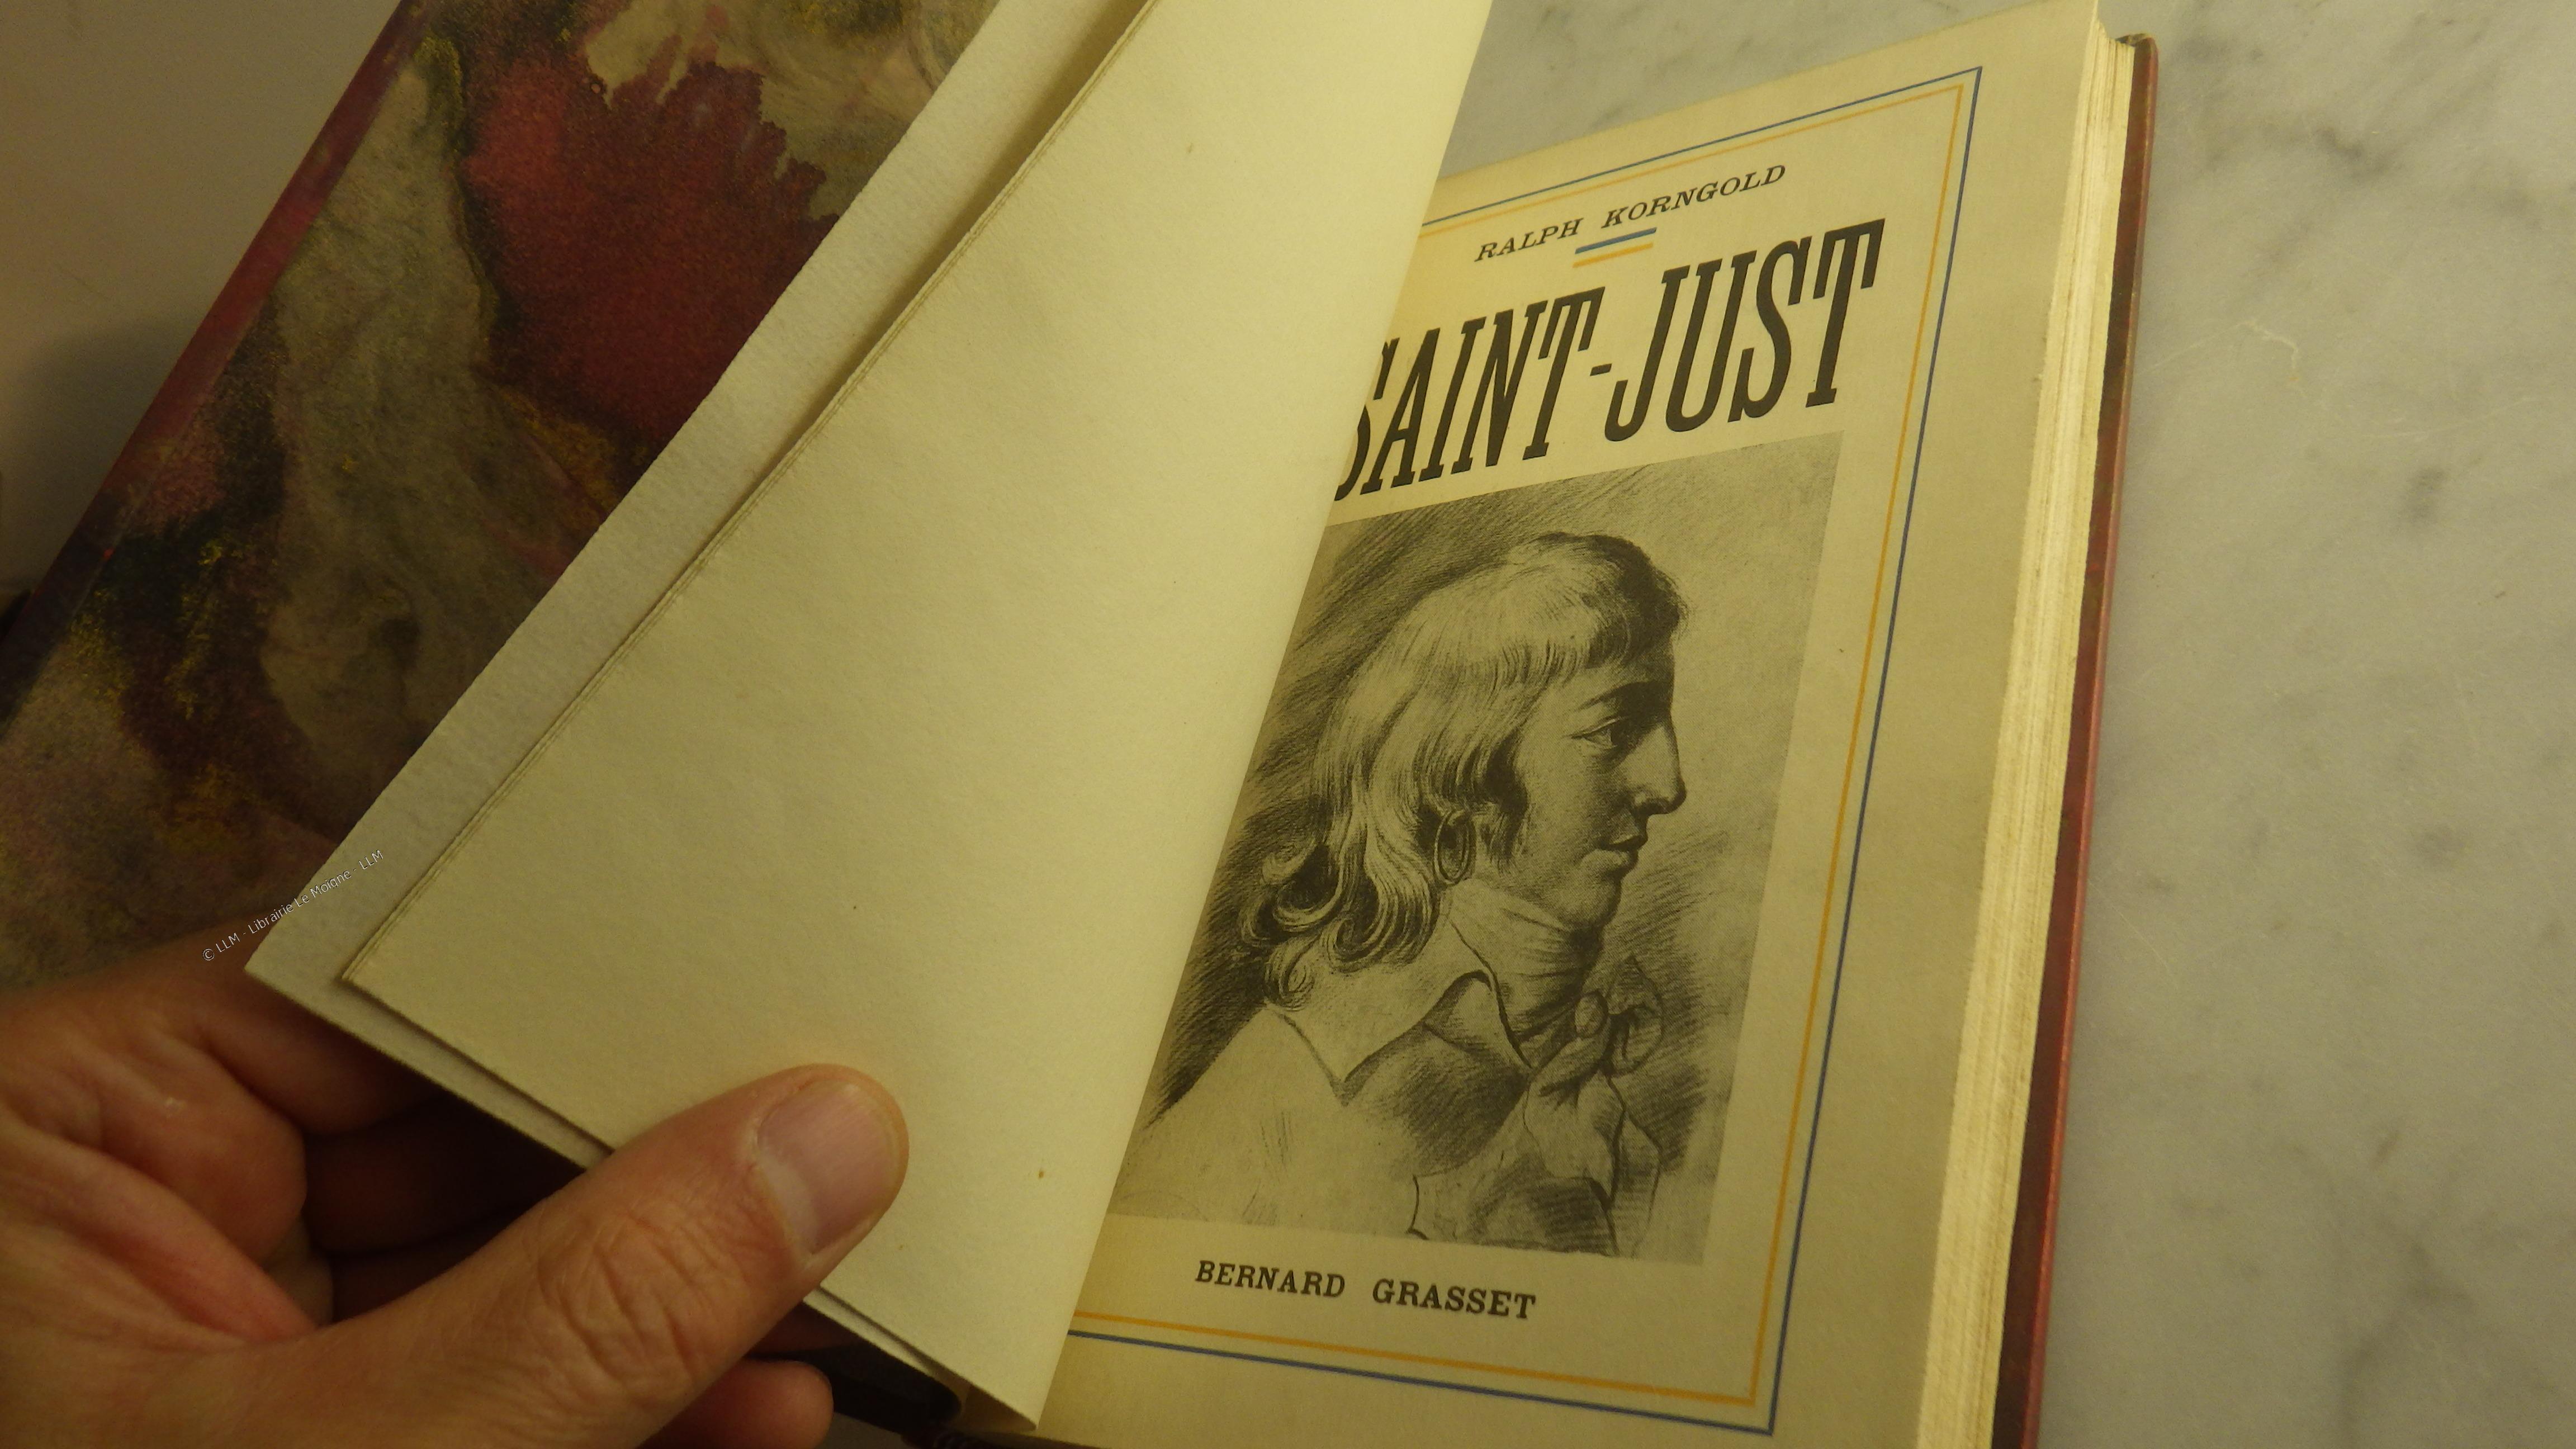 RALPH KORNGOLD
SAINT-JUST
BERNARD GRASSET
© LLM - Librairie Le Moigne - LLM